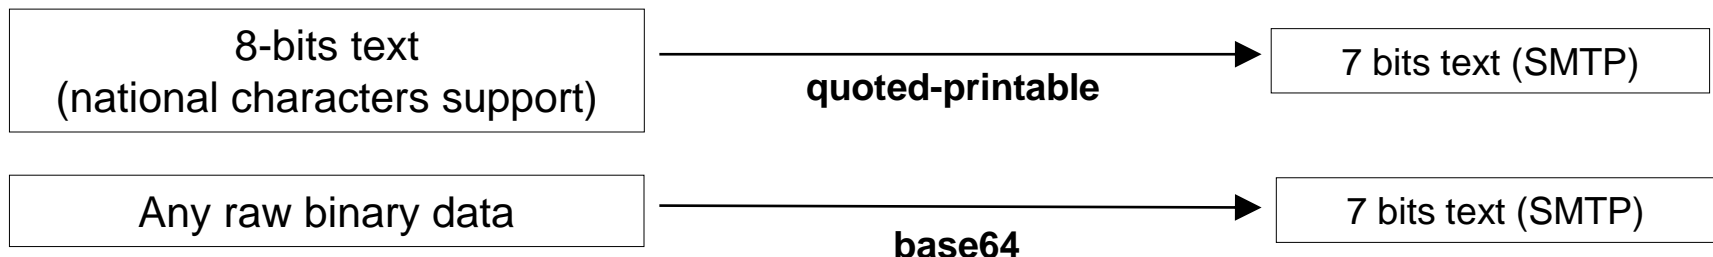 8-bits text
(national characters support)
quoted-printable
7 bits text (SMTP)
Any raw binary data
base64
7 bits text (SMTP)